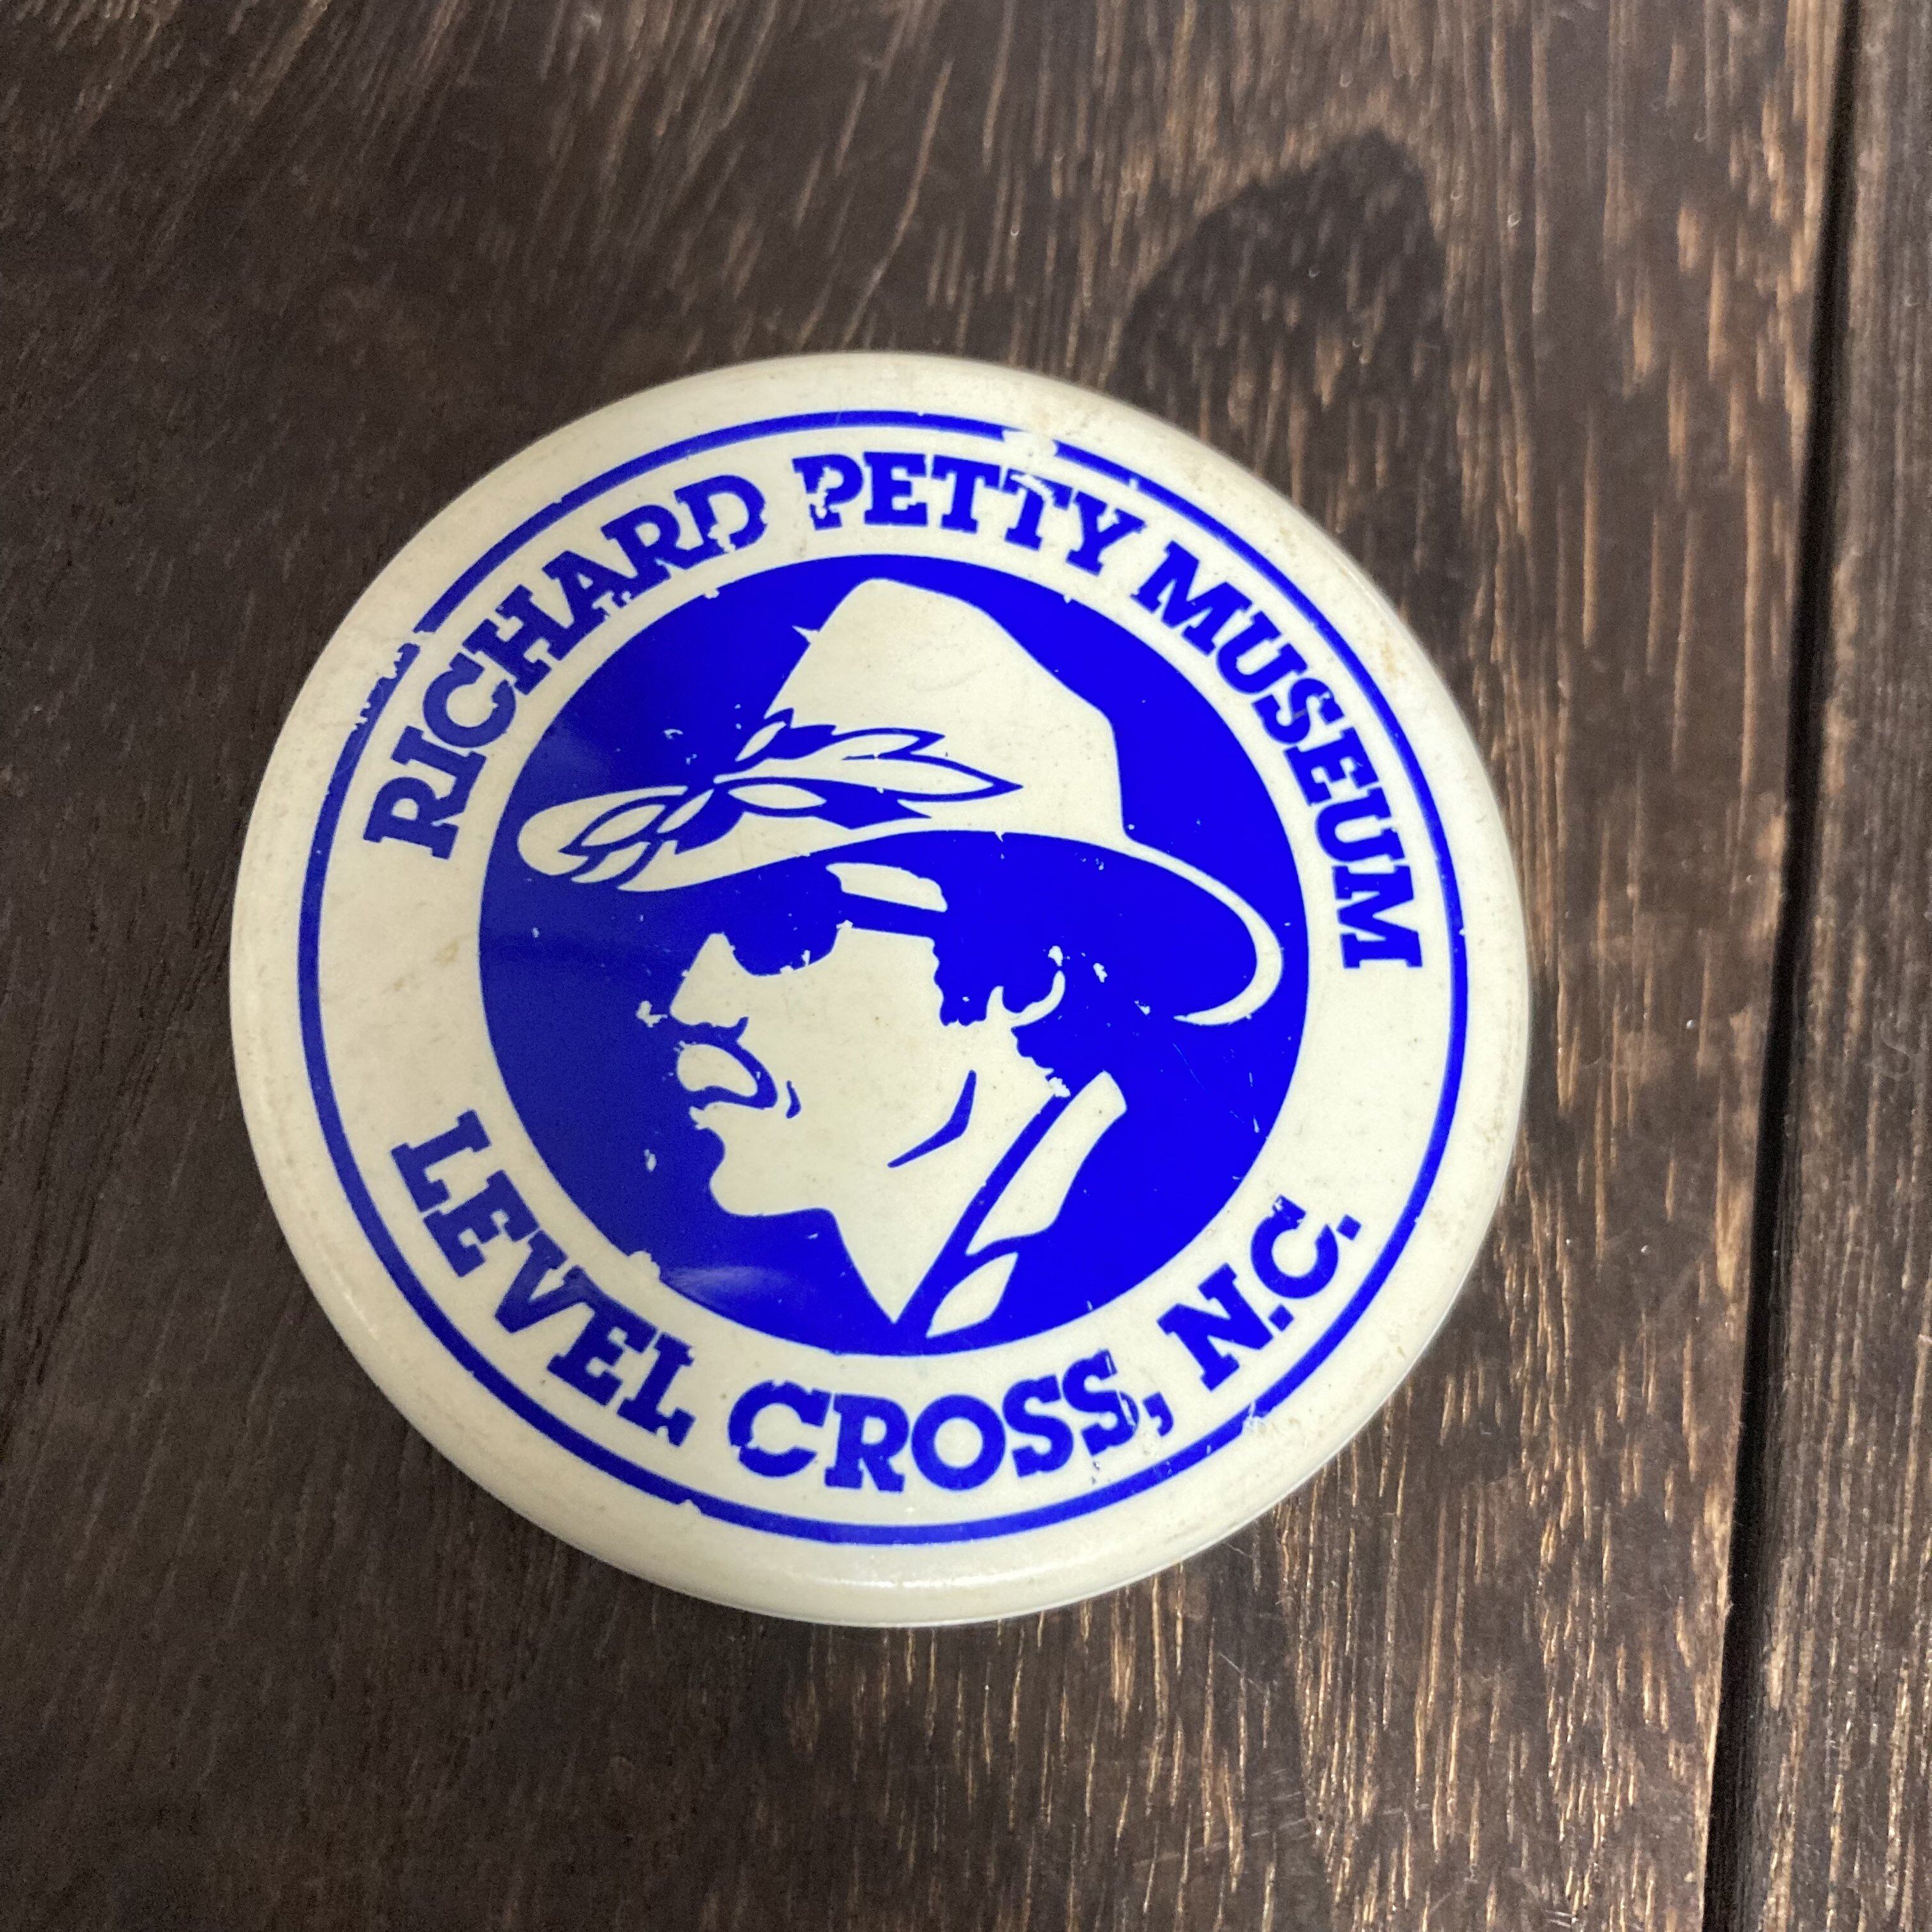 RICHARD PETTY MUSEUM
LEVEL CROSS, N.C.